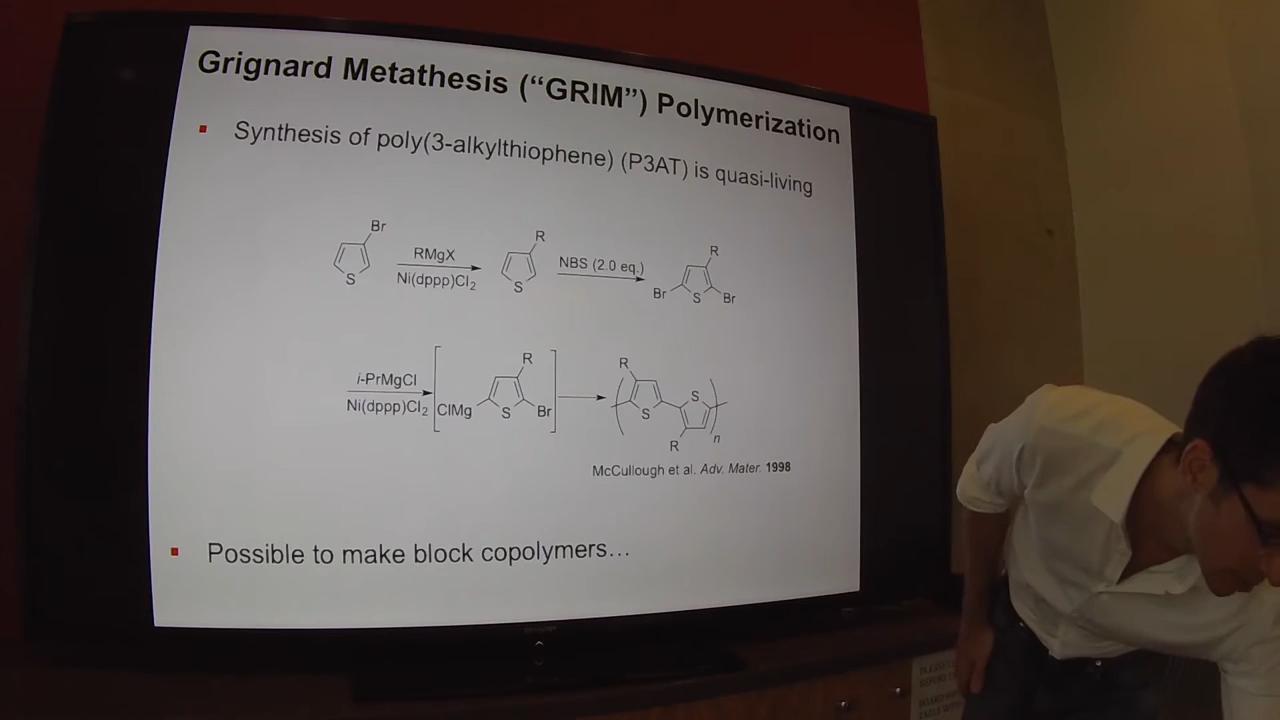 Grignard Metathesis (“GRIM”) Polymerization
Synthesis of poly(3-alkylthiophene) (P3AT) is quasi-living
Br
S
RMgX
Ni(dppp)Cl2
R
S
NBS (2.0 eq.)
R
Br
S
Br
i-PrMgCl
Ni(dppp)Cl2
ClMg
R
S
Br
R
S
S
R
n
McCullough et al. Adv. Mater. 1998
Possible to make block copolymers…